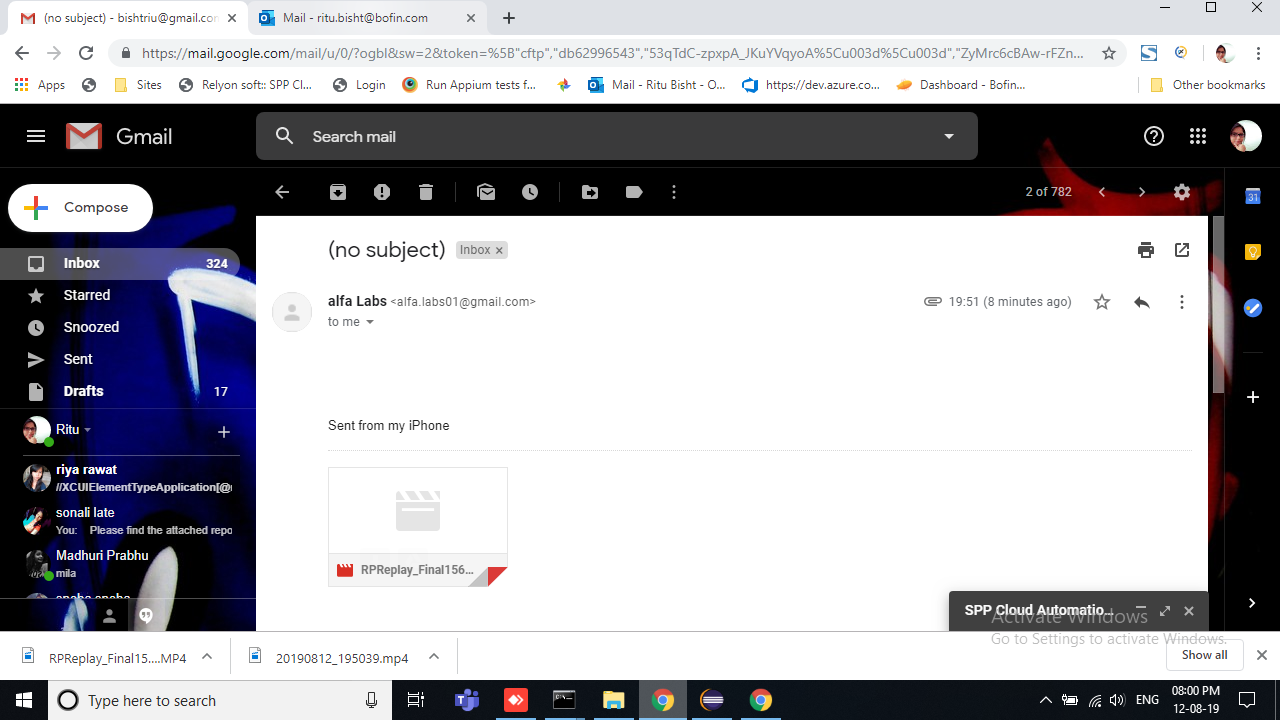 (no subject) - bishtriu@gmail.con
Mail - ritu.bisht@bofin.com
https://mail.google.com/mail/u/0/?ogbl&sw=2&token=%5B"cftp","db62996543","53qTdC-zpxpA_JKuYVqyoA%5Cu003d%5Cu003d","ZyMrc6cBAw-rFZn...
Apps
Sites
Relyon soft:: SPP Cl...
Login
Run Appium tests f...
Mail - Ritu Bisht - O...
https://dev.azure.co...
Dashboard - Bofin...
Other bookmarks
Gmail
Search mail
Compose
2 of 782
31
Inbox 324
Starred
Snoozed
Sent
Drafts 17
Ritu
riya rawat
//XCUIElementTypeApplication[@
sonali late
You: Please find the attached repo
Madhuri Prabhu
mila
(no subject)
Inbox
alfa Labs <alfa.labs01@gmail.com>
19:51 (8 minutes ago)
to me
Sent from my iPhone
RPReplay_Final156...
SPP Cloud Automatio...
Activate Windows
Go to Settings to activate Windows.
RPReplay_Final15....MP4
20190812_195039.mp4
Show all
Type here to search
ENG
08:00 PM
12-08-19